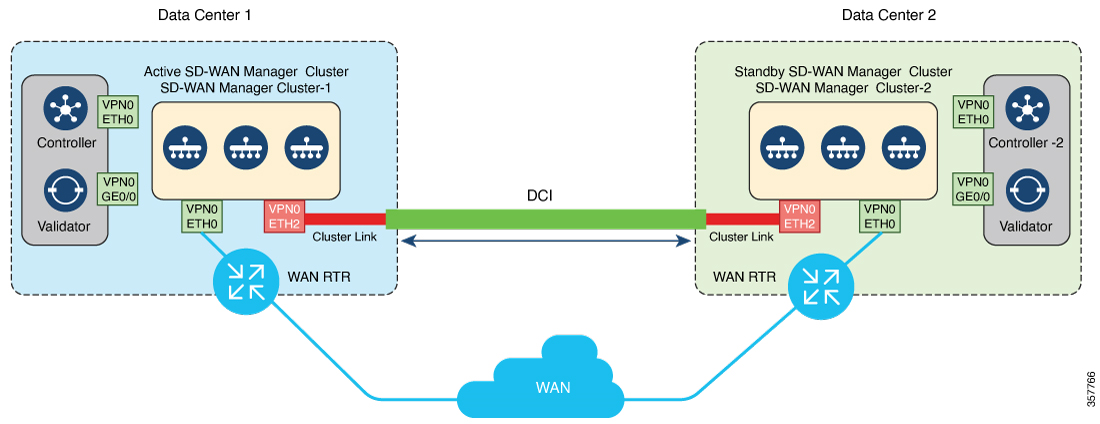 Data Center 1
Data Center 2
Active SD-WAN Manager Cluster
SD-WAN Manager Cluster-1
Standby SD-WAN Manager Cluster
SD-WAN Manager Cluster-2
Controller
VPN0
ETH0
Validator
VPN0
GE0/0
VPN0
ETH0
VPN0
ETH2
Cluster Link
DCI
Cluster Link
VPN0
ETH2
VPN0
ETH0
VPN0
ETH0
Controller -2
VPN0
GE0/0
Validator
WAN RTR
WAN RTR
WAN
357766